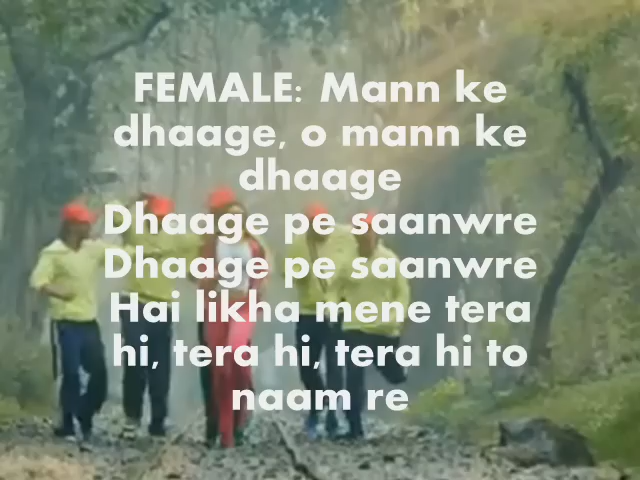 FEMALE: Mann ke
dhaage, o mann ke
dhaage
Dhaage pe saanwre
Dhaage pe saanwre
Hai likha mene tera
hi, tera hi, tera hi to
naam re